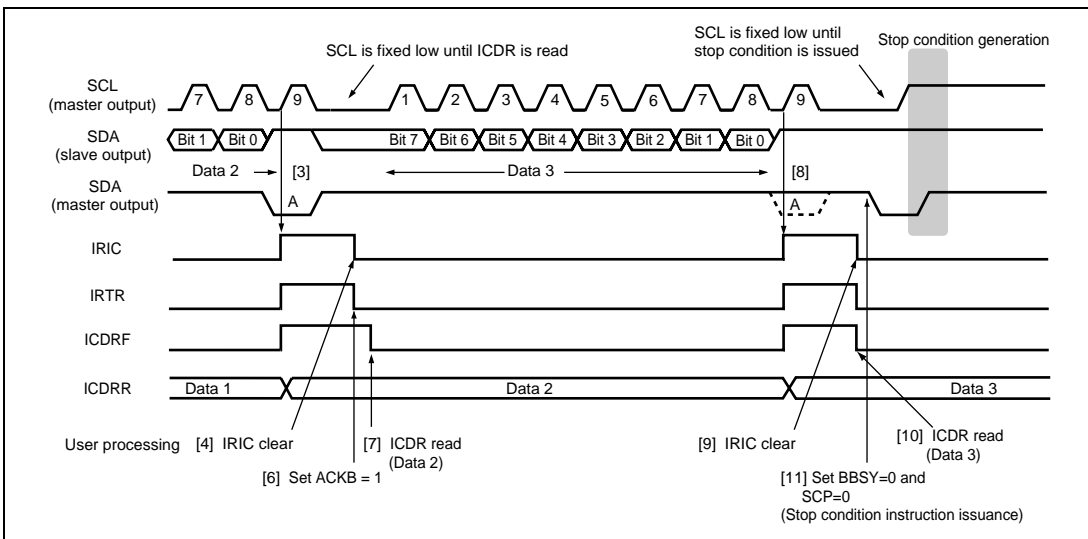 SCL is fixed low until ICDR is read
SCL is fixed low until
stop condition is issued
Stop condition generation
SCL
(master output)
7 8 9 1 2 3 4 5 6 7 8 9
SDA
(slave output)
Bit 1 Bit 0 Bit 7 Bit 6 Bit 5 Bit 4 Bit 3 Bit 2 Bit 1 Bit 0
Data 2 [3] Data 3 [8]
SDA
(master output)
A A
IRIC
IRTR
ICDRF
ICDRR
Data 1 Data 2 Data 3
User processing [4] IRIC clear
[7] ICDR read
(Data 2)
[6] Set ACKB = 1
[9] IRIC clear
[10] ICDR read
(Data 3)
[11] Set BBSY=0 and
SCP=0
(Stop condition instruction issuance)